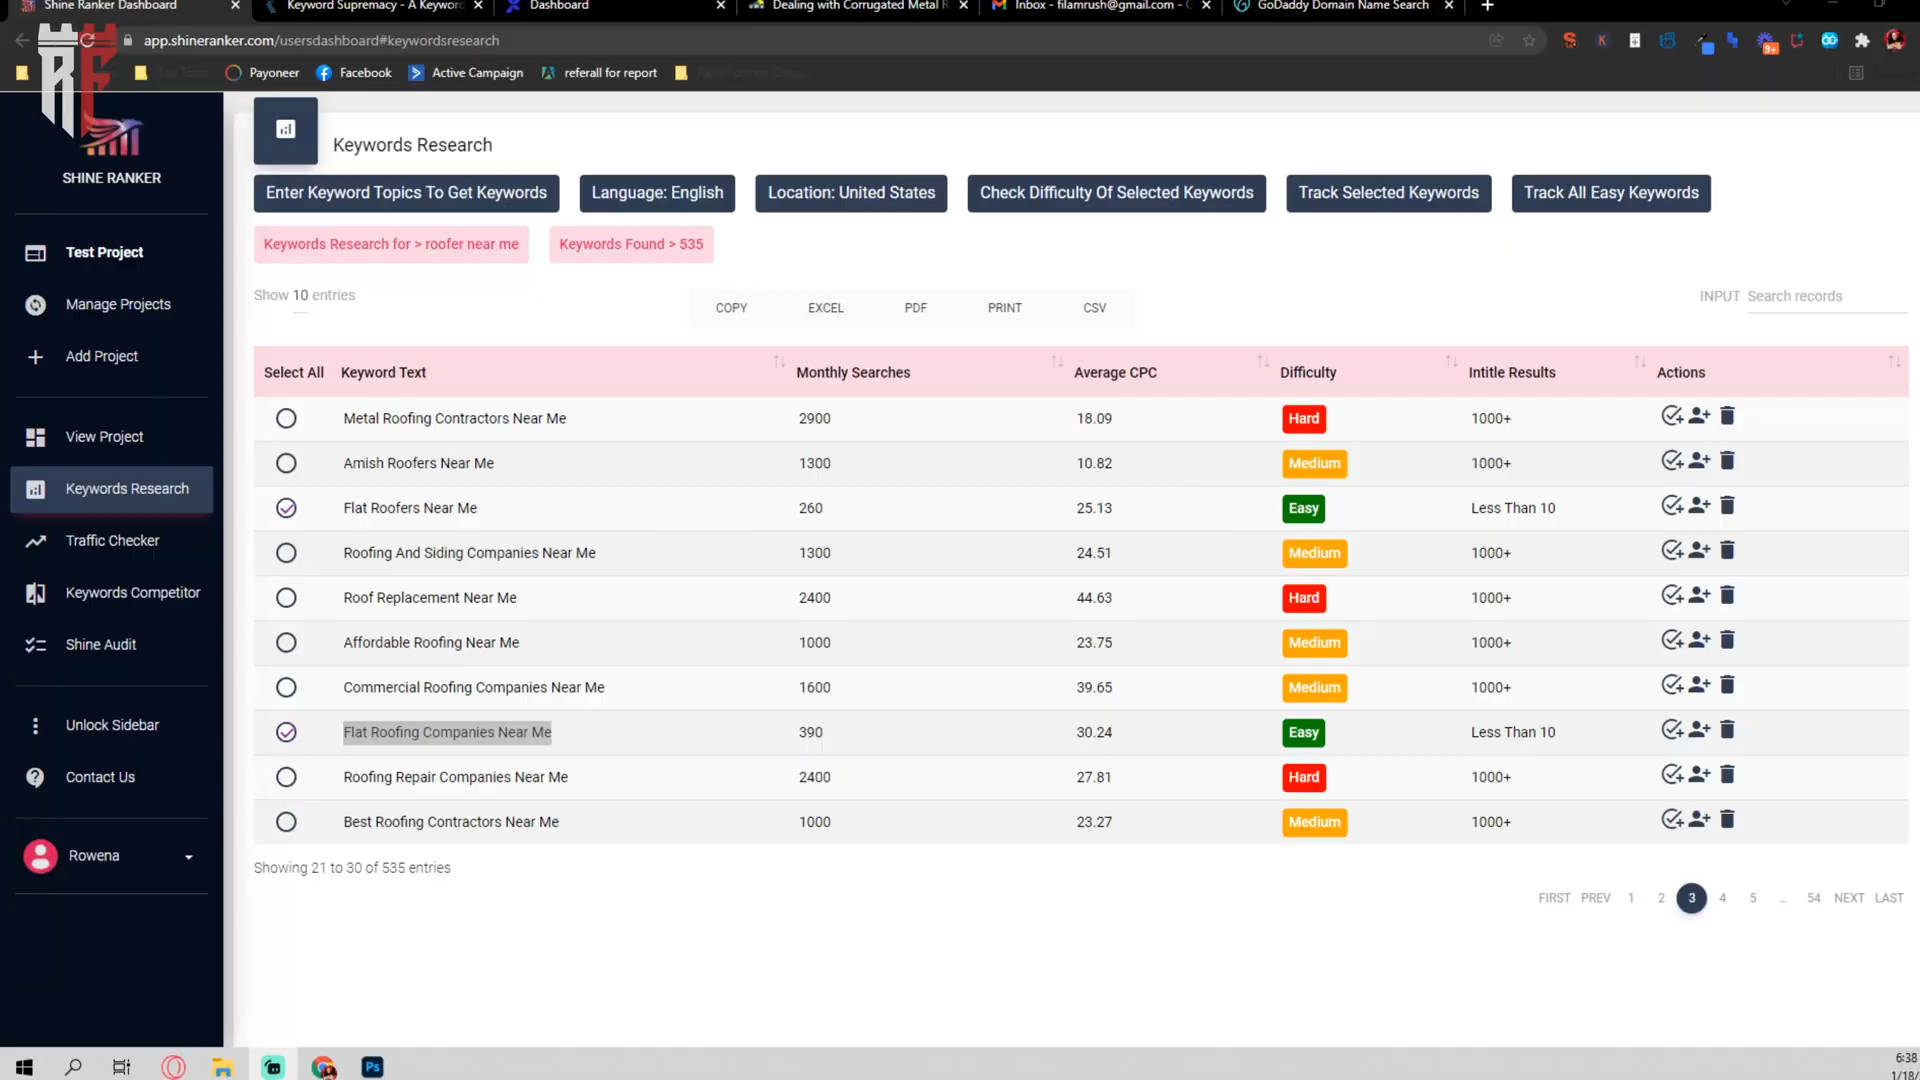 Shine Ranker Dashboard
Keyword Supremacy - A Keywor
Dashboard
Dealing with Corrugated Metal R
Inbox - filamrush@gmail.com - G
GoDaddy Domain Name Search
app.shineranker.com/usersdashboard#keywordsresearch
Payoneer
Facebook
Active Campaign
referall for report
RF
SHINE RANKER
Test Project
Manage Projects
Add Project
View Project
Keywords Research
Traffic Checker
Keywords Competitor
Shine Audit
Unlock Sidebar
Contact Us
Rowena
Keywords Research
Enter Keyword Topics To Get Keywords
Language: English
Location: United States
Check Difficulty Of Selected Keywords
Track Selected Keywords
Track All Easy Keywords
Keywords Research for > roofer near me
Keywords Found > 535
Show 10 entries
COPY EXCEL PDF PRINT CSV
INPUT Search records
Select All Keyword Text Monthly Searches Average CPC Difficulty Intitle Results Actions
Metal Roofing Contractors Near Me 2900 18.09 Hard 1000+
Amish Roofers Near Me 1300 10.82 Medium 1000+
Flat Roofers Near Me 260 25.13 Easy Less Than 10
Roofing And Siding Companies Near Me 1300 24.51 Medium 1000+
Roof Replacement Near Me 2400 44.63 Hard 1000+
Affordable Roofing Near Me 1000 23.75 Medium 1000+
Commercial Roofing Companies Near Me 1600 39.65 Medium 1000+
Flat Roofing Companies Near Me 390 30.24 Easy Less Than 10
Roofing Repair Companies Near Me 2400 27.81 Hard 1000+
Best Roofing Contractors Near Me 1000 23.27 Medium 1000+
Showing 21 to 30 of 535 entries
FIRST PREV 1 2 3 4 5 ... 54 NEXT LAST
Ps
6:38
1/18/